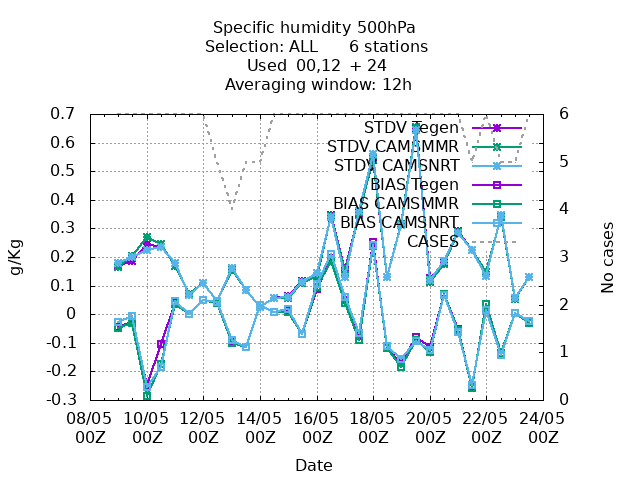 Specific humidity 500hPa
Selection: ALL 6 stations
Used 00,12 + 24
Averaging window: 12h
0.7
0.6
0.5
0.4
0.3
0.2
0.1
0
-0.1
-0.2
-0.3
g/Kg
6
5
4
3
2
1
0
No cases
STDV Tegen
STDV CAMSMMR
STDV CAMSNRT
BIAS Tegen
BIAS CAMSMMR
BIAS CAMSNRT
CASES
08/05 10/05 12/05 14/05 16/05 18/05 20/05 22/05 24/05
00Z 00Z 00Z 00Z 00Z 00Z 00Z 00Z 00Z
Date